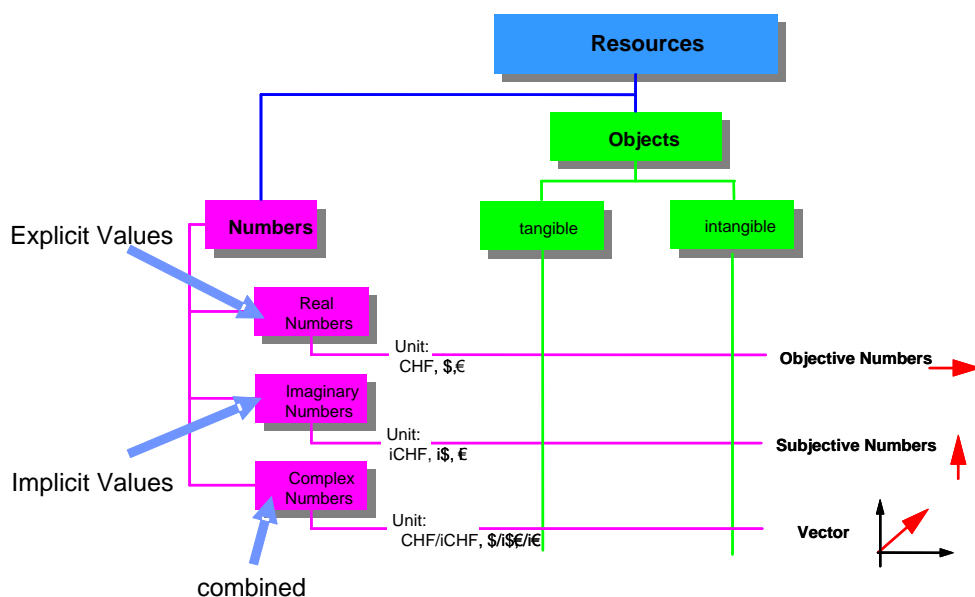 Resources
Objects
Numbers
tangible
intangible
Explicit Values
Real
Numbers
Unit:
CHF, $,€
Objective Numbers
Imaginary
Numbers
Unit:
iCHF, i$, €
Subjective Numbers
Implicit Values
Complex
Numbers
Unit:
CHF/iCHF, $/i$€/i€
Vector
combined